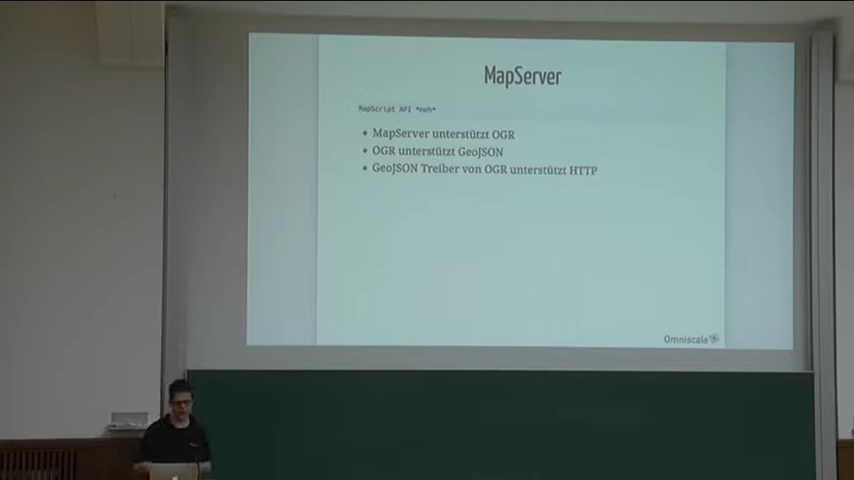 MapServer
MapScript API *meh*
MapServer unterstützt OGR
OGR unterstützt GeoJSON
GeoJSON Treiber von OGR unterstützt HTTP
Omniscale